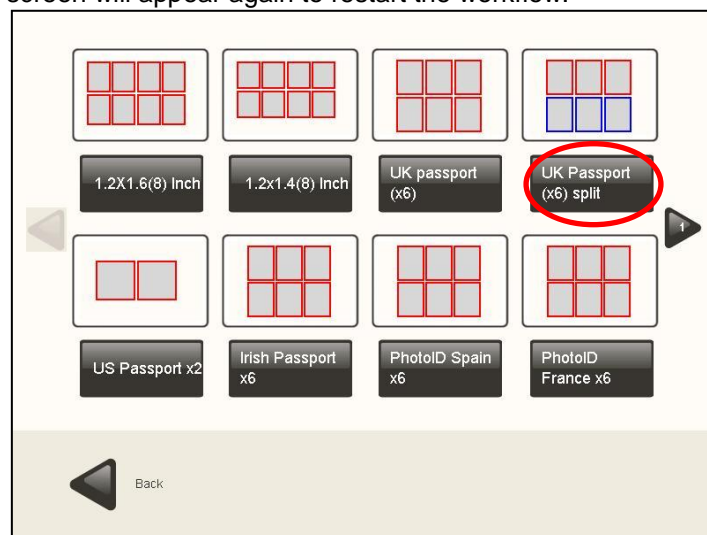 screen will appear again to restart the workflow.
1.2X1.6(8) Inch
1.2x1.4(8) Inch
UK passport
(x6)
UK Passport
(x6) split
1
US Passport x2
Irish Passport
x6
PhotoID Spain
x6
PhotoID
France x6
Back